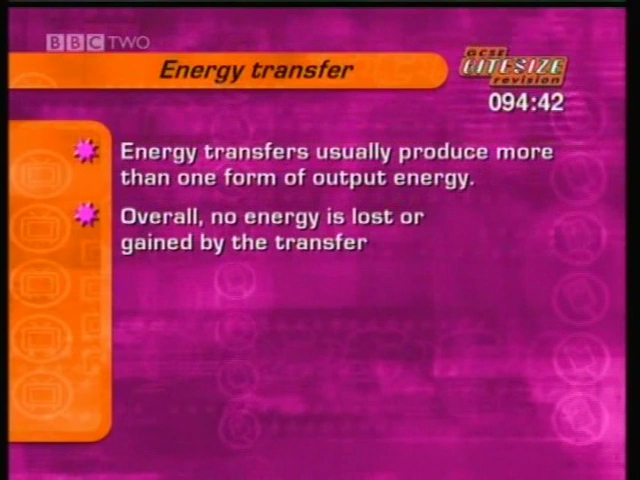 BBC TWO
Energy transfer
GCSE
BITESIZE
revision
094:42
Energy transfers usually produce more
than one form of output energy.
Overall, no energy is lost or
gained by the transfer